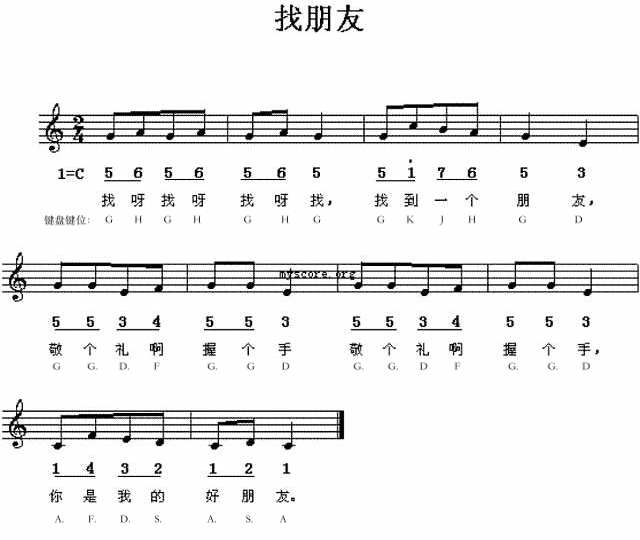 找朋友
2
4
1=C 5 6 5 6 5 6 5 5 1̇ 7 6 5 3
找 呀 找 呀 找 呀 找, 找 到 一 个 朋 友,
键盘键位: G H G H G H G G K J H G D
myscore.org
5 5 3 4 5 5 3 5 5 3 4 5 5 3
敬 个 礼 啊 握 个 手 敬 个 礼 啊 握 个 手,
G G. D. F G. G D G. G. D F G. G. D
1 4 3 2 1 2 1
你 是 我 的 好 朋 友。
A. F. D. S. A. S. A